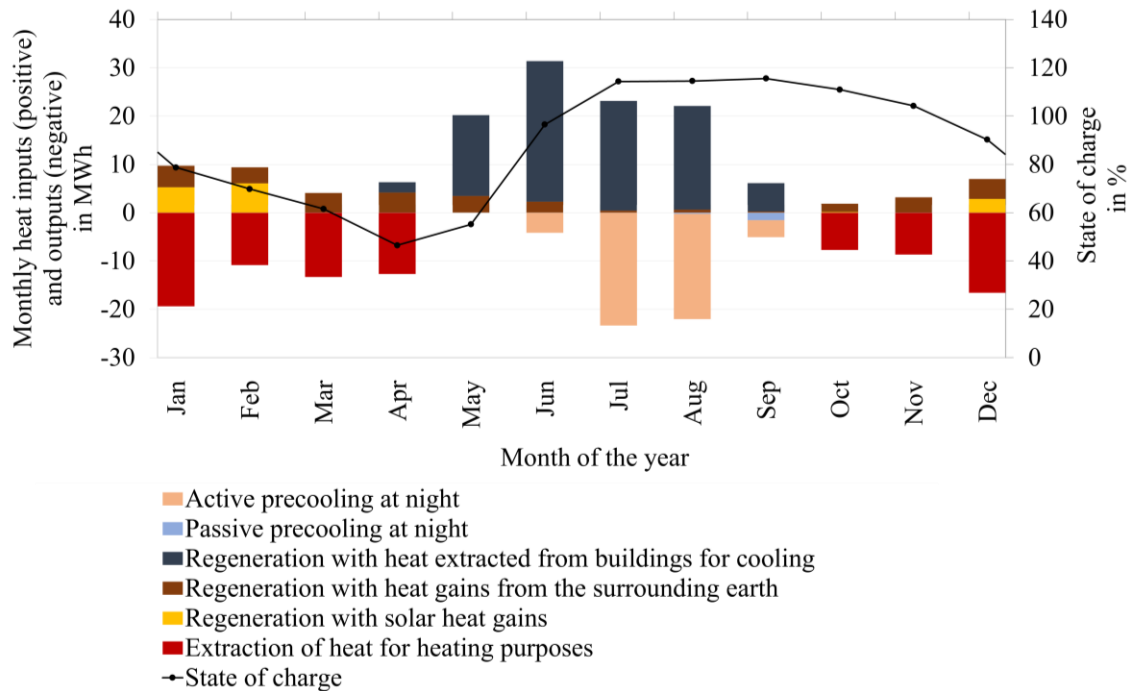 Monthly heat inputs (positive)
and outputs (negative)
in MWh
40
30
20
10
0
-10
-20
-30
140
120
100
80
60
40
20
0
State of charge
in %
Jan
Feb
Mar
Apr
May
Jun
Jul
Aug
Sep
Oct
Nov
Dec
Month of the year
Active precooling at night
Passive precooling at night
Regeneration with heat extracted from buildings for cooling
Regeneration with heat gains from the surrounding earth
Regeneration with solar heat gains
Extraction of heat for heating purposes
State of charge